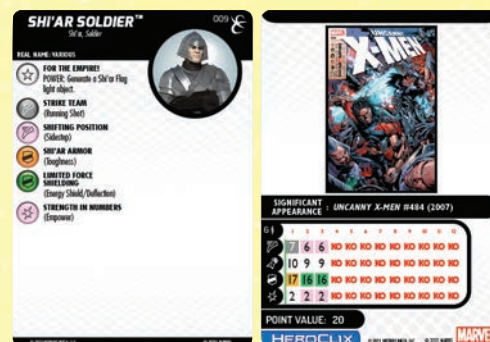 SHI'AR SOLDIER™
009
Shi'ar, Soldier
REAL NAME: VARIOUS
FOR THE EMPIRE!
POWER: Generate a Shi'ar Flag
light object.
STRIKE TEAM
(Running Shot)
SHIFTING POSITION
(Sidestep)
SHI'AR ARMOR
(Toughness)
LIMITED FORCE
SHIELDING
(Energy Shield/Deflection)
STRENGTH IN NUMBERS
(Empower)
UNCANNY
X-MEN
SIGNIFICANT
APPEARANCE : UNCANNY X-MEN #484 (2007)
6
1 2 3 4 5 6 7 8 9 10 11 12
7 6 6 KO KO KO KO KO KO KO KO KO
10 9 9 KO KO KO KO KO KO KO KO KO
17 16 16 KO KO KO KO KO KO KO KO KO
2 2 2 KO KO KO KO KO KO KO KO KO
POINT VALUE: 20
HEROCLIX
MARVEL